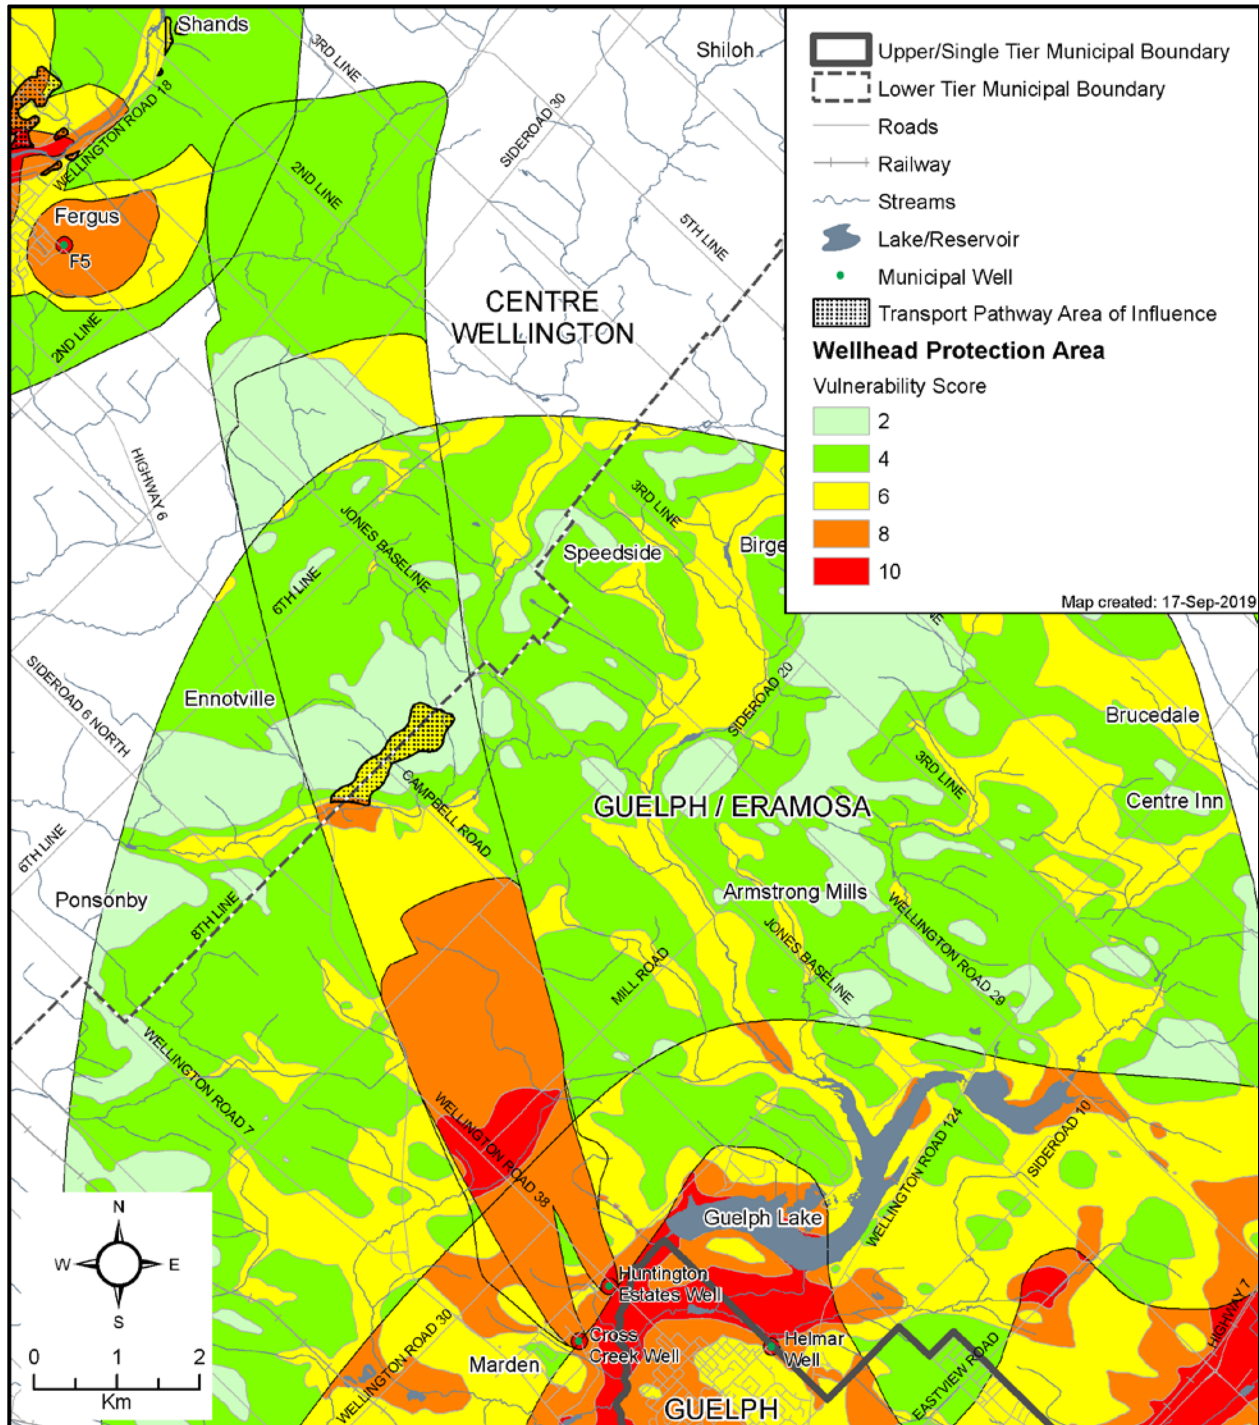 Shands
3RD LINE
Shiloh
WELLINGTON ROAD 18
SIDEROAD 30
2ND LINE
5TH LINE
Fergus
F5
2ND LINE
CENTRE
WELLINGTON
HIGHWAY 6
JONES BASELINE
6TH LINE
3RD LINE
Speedside
Birge
SIDEROAD 6 NORTH
Ennotville
SIDEROAD 20
Brucedale
3RD LINE
CAMPBELL ROAD
GUELPH / ERAMOSA
Centre Inn
6TH LINE
Ponsonby
8TH LINE
Armstrong Mills
WELLINGTON ROAD 29
JONES BASELINE
MILL ROAD
WELLINGTON ROAD 7
WELLINGTON ROAD 38
WELLINGTON ROAD 124
SIDEROAD 10
Guelph Lake
Huntington
Estates Well
Cross
Creek Well
Helmar
Well
HIGHWAY 7
WELLINGTON ROAD 30
Marden
EASTVIEW ROAD
GUELPH
Upper/Single Tier Municipal Boundary
Lower Tier Municipal Boundary
Roads
Railway
Streams
Lake/Reservoir
Municipal Well
Transport Pathway Area of Influence
Wellhead Protection Area
Vulnerability Score
2
4
6
8
10
Map created: 17-Sep-2019
N
W E
S
0 1 2
Km